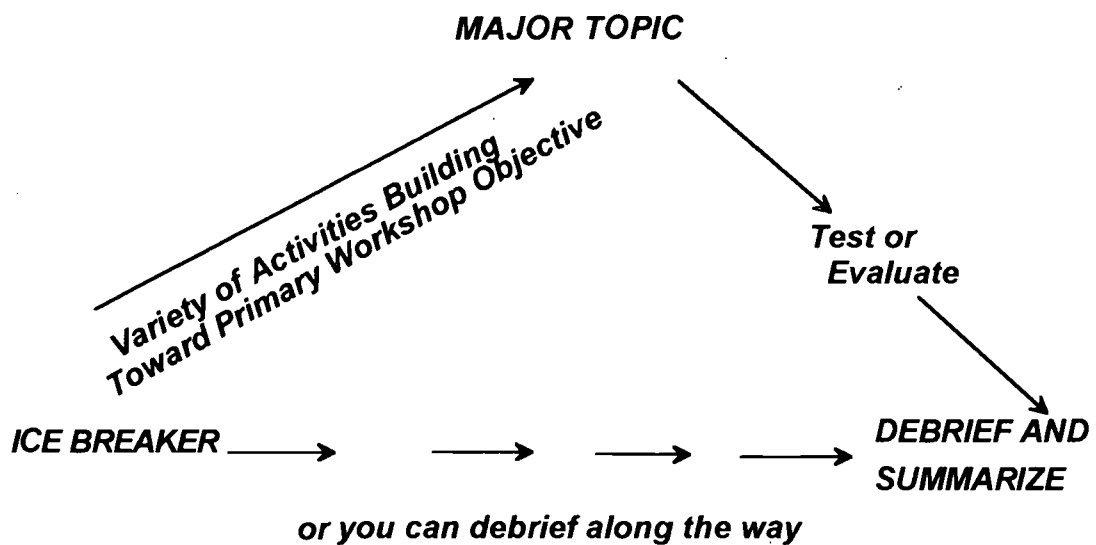 MAJOR TOPIC
Variety of Activities Building
Toward Primary Workshop Objective
Test or
Evaluate
ICE BREAKER
DEBRIEF AND
SUMMARIZE
or you can debrief along the way